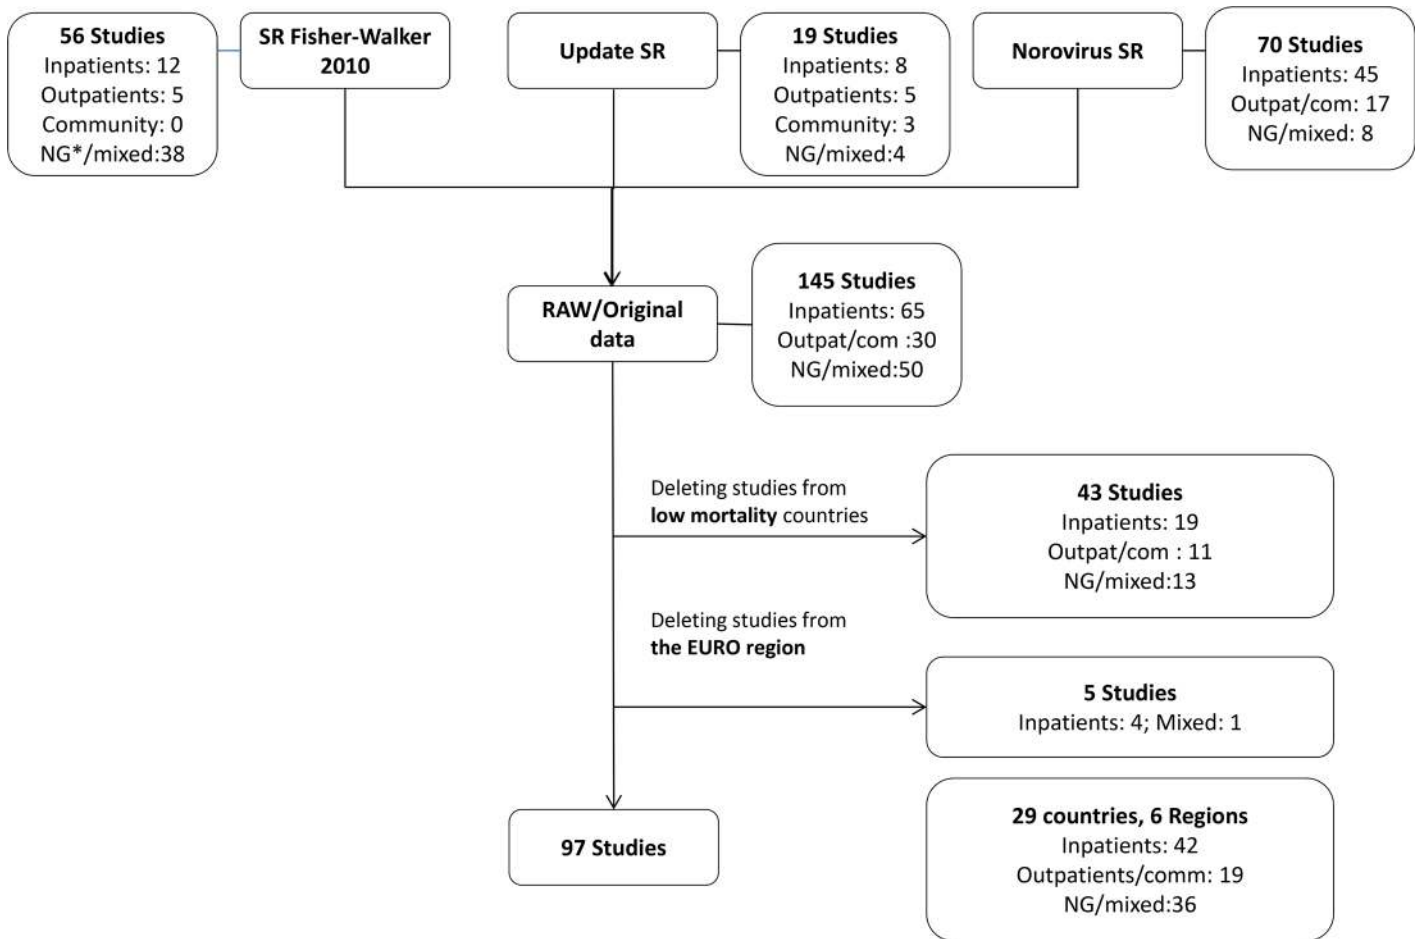 56 Studies
Inpatients: 12
Outpatients: 5
Community: 0
NG*/mixed:38
SR Fisher-Walker
2010
Update SR
19 Studies
Inpatients: 8
Outpatients: 5
Community: 3
NG/mixed:4
Norovirus SR
70 Studies
Inpatients: 45
Outpat/com: 17
NG/mixed: 8
RAW/Original
data
145 Studies
Inpatients: 65
Outpat/com :30
NG/mixed:50
Deleting studies from
low mortality countries
43 Studies
Inpatients: 19
Outpat/com : 11
NG/mixed:13
Deleting studies from
the EURO region
5 Studies
Inpatients: 4; Mixed: 1
97 Studies
29 countries, 6 Regions
Inpatients: 42
Outpatients/comm: 19
NG/mixed:36